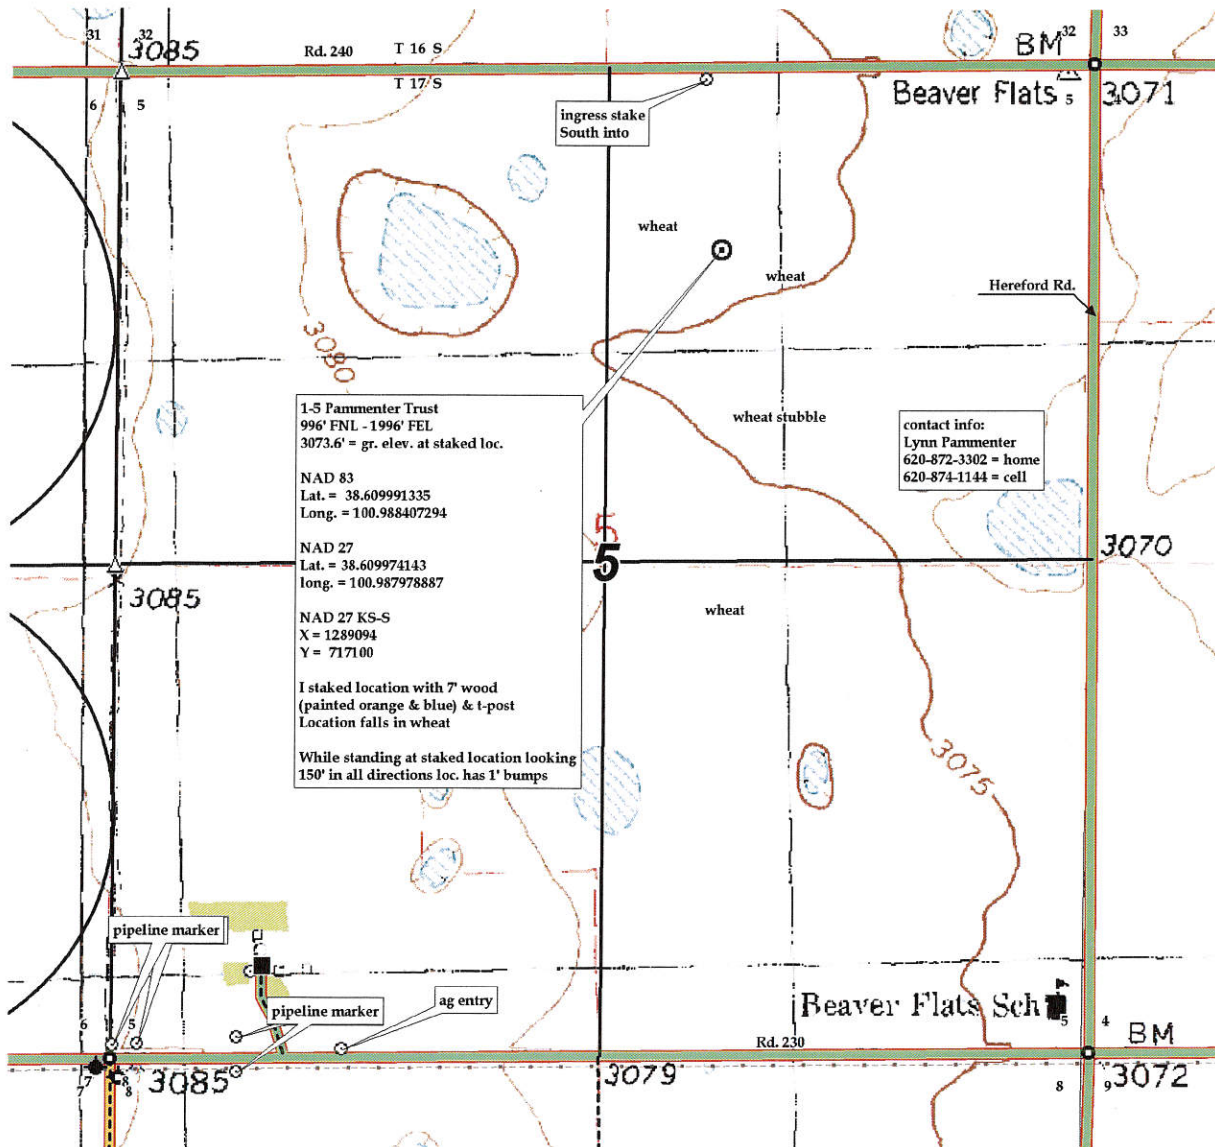 31 32
3085
Rd. 240
T 16 S
T 17 S
BM
32 33
6 5
Beaver Flats
5 4
3071
ingress stake
South into
wheat
wheat
Hereford Rd.
3080
1-5 Pammenter Trust
996' FNL - 1996' FEL
3073.6' = gr. elev. at staked loc.
NAD 83
Lat. = 38.609991335
Long. = 100.988407294
NAD 27
Lat. = 38.609974143
long. = 100.987978887
NAD 27 KS-S
X = 1289094
Y = 717100
I staked location with 7' wood
(painted orange & blue) & t-post
Location falls in wheat
While standing at staked location looking
150' in all directions loc. has 1' bumps
wheat stubble
contact info:
Lynn Pammenter
620-872-3302 = home
620-874-1144 = cell
5
5
3070
3085
wheat
3075
pipeline marker
pipeline marker
ag entry
Beaver Flats Sch
6 5
5 4
Rd. 230
BM
7 8
8
3085
3079
8 9
3072